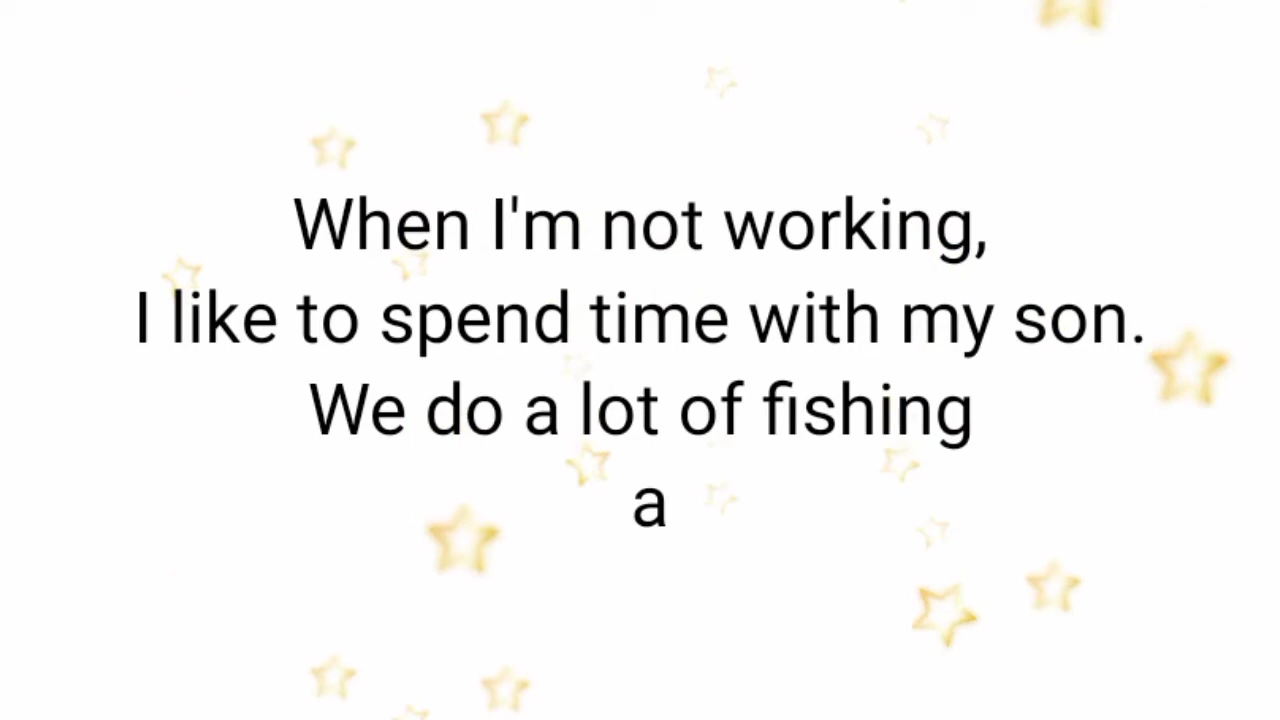 When I'm not working,
I like to spend time with my son.
We do a lot of fishing
a